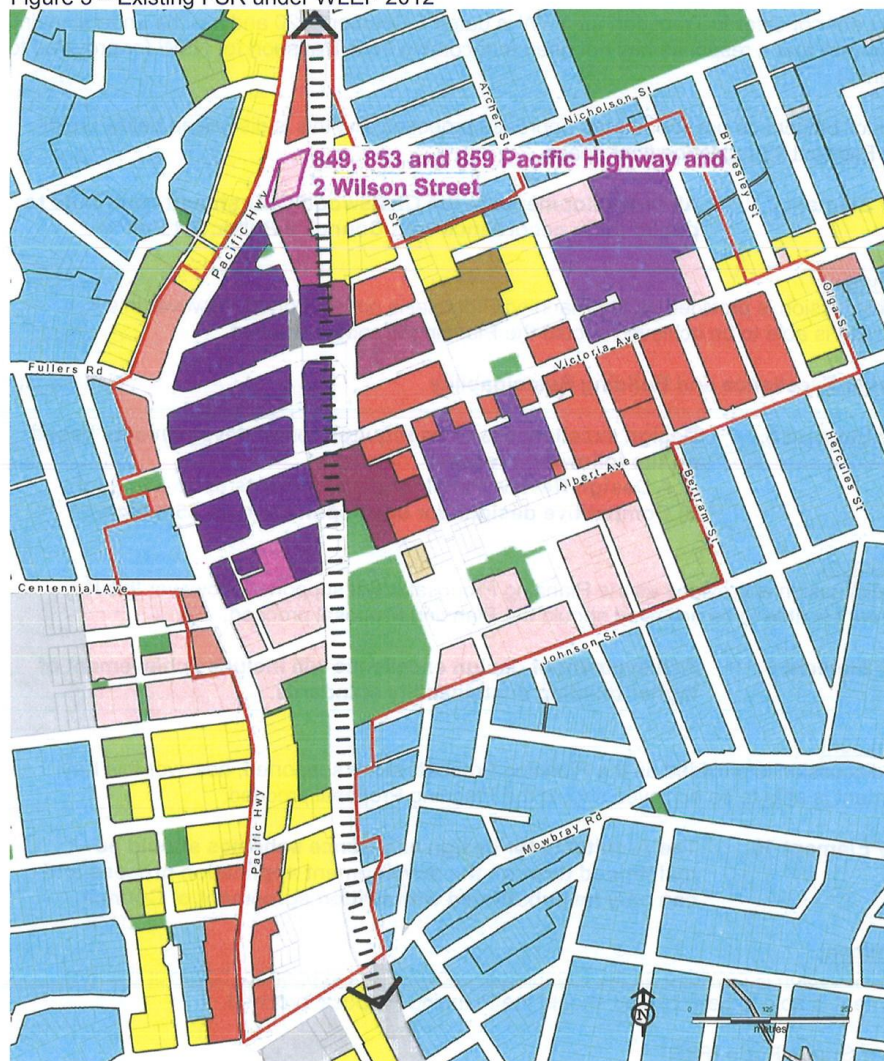 Figure 5 – Existing FSR under WLEP 2012
Archer St
Nicholson St
849, 853 and 859 Pacific Highway and
2 Wilson Street
Pacific Hwy
Olga St
Fullers Rd
Victoria Ave
Albert Ave
Hercules St
Bertram St
Centennial Ave
Johnson St
Pacific Hwy
Mowbray Rd
N
0 125 250
metres